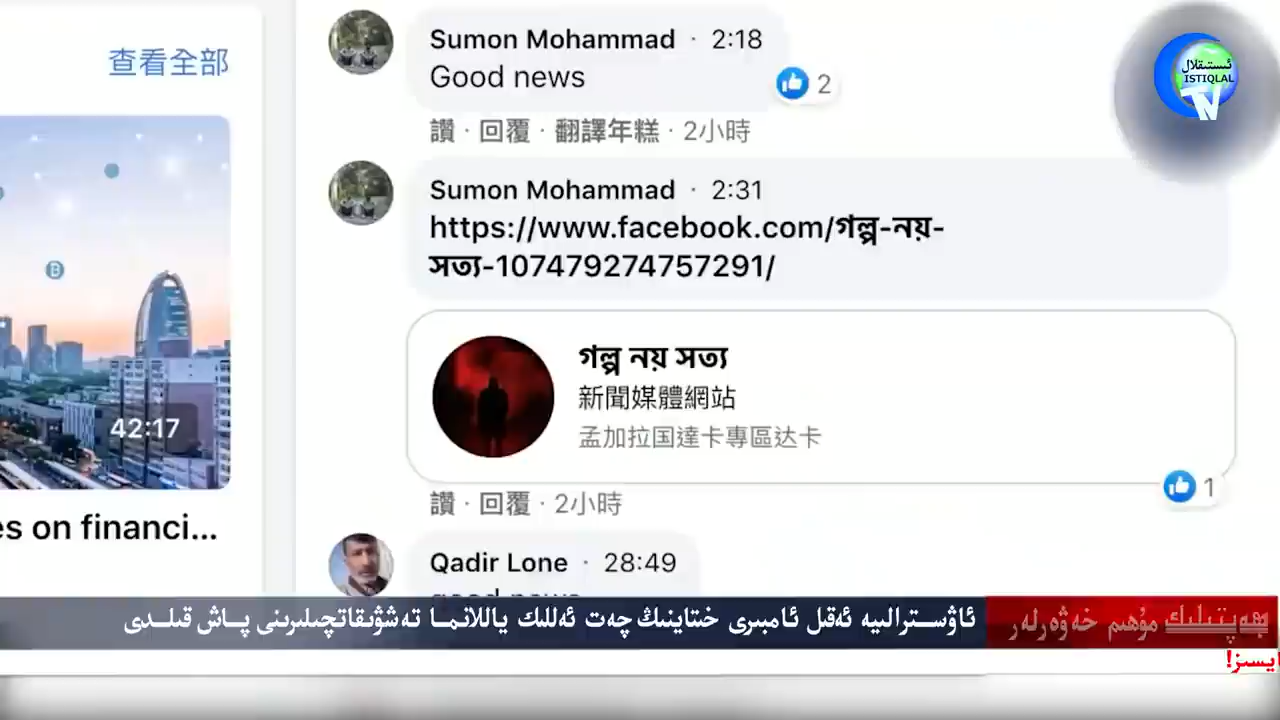 查看全部
42:17
es on financi...
Sumon Mohammad · 2:18
Good news
2
讚 · 回覆 · 翻譯年糕 · 2小時
Sumon Mohammad · 2:31
https://www.facebook.com/গল্প-নয়-
সত্য-107479274757291/
গল্প নয় সত্য
新聞媒體網站
孟加拉国達卡專區达卡
1
讚 · 回覆 · 2小時
Qadir Lone · 28:49
ئىستىقلال
ISTIQLAL
TV
ھەپتىلىك مۇھىم خەۋەرلەر
ئاۋسترالىيە ئەقىل ئامبىرى خىتاينىڭ چەت ئەللىك ياللانما تەشۋىقاتچىلىرىنى پاش قىلدى